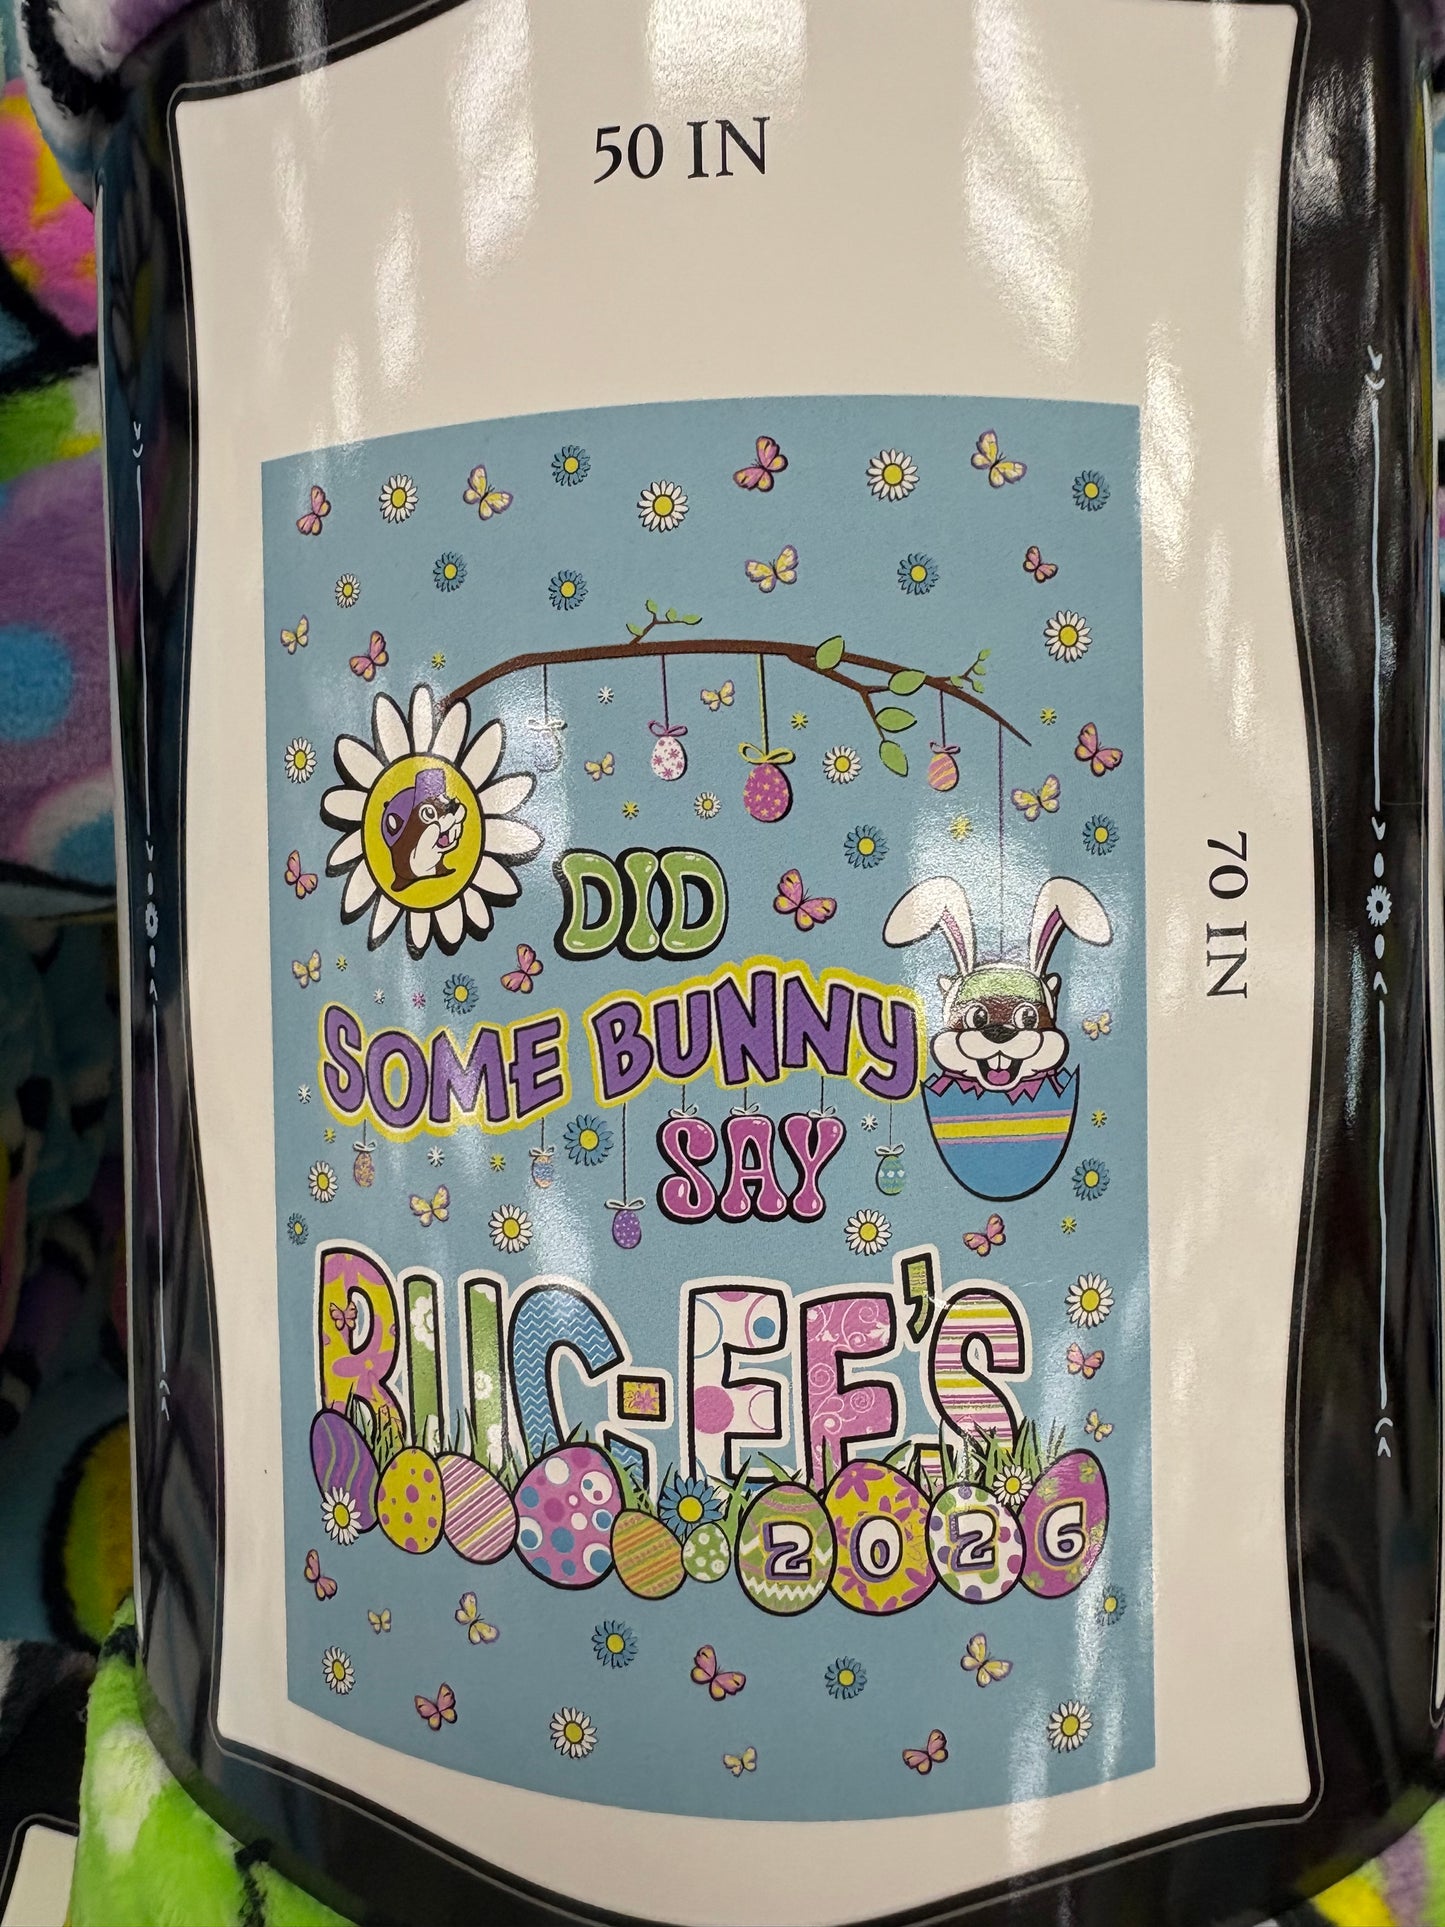 50 IN
DID
SOME BUNNY
SAY
BUC-EE'S
2026
70 IN